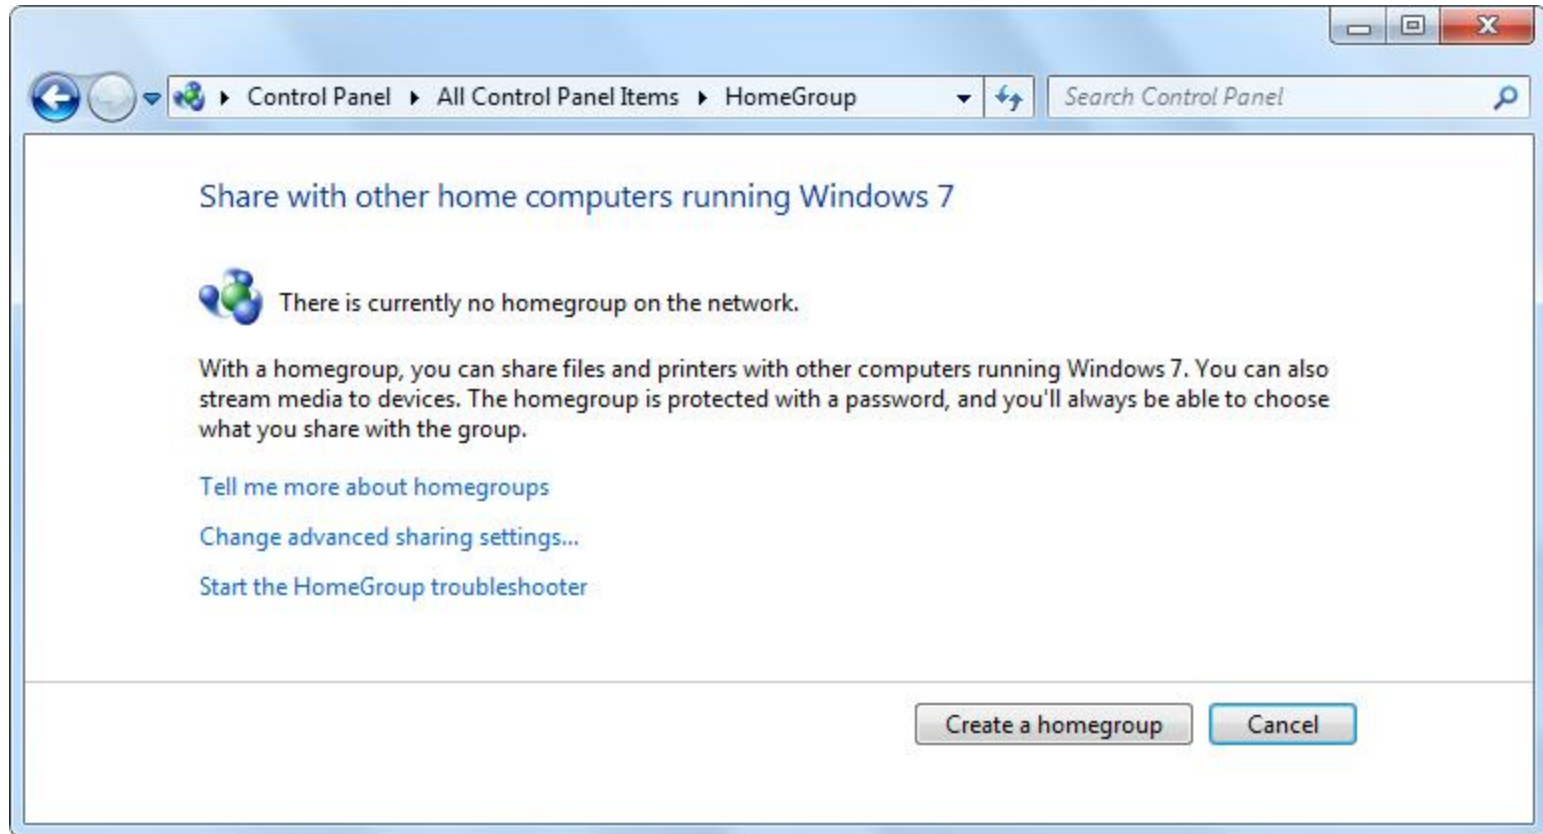 Control Panel All Control Panel Items HomeGroup Search Control Panel
Share with other home computers running Windows 7
There is currently no homegroup on the network.
With a homegroup, you can share files and printers with other computers running Windows 7. You can also
stream media to devices. The homegroup is protected with a password, and you'll always be able to choose
what you share with the group.
Tell me more about homegroups
Change advanced sharing settings...
Start the HomeGroup troubleshooter
Create a homegroup Cancel